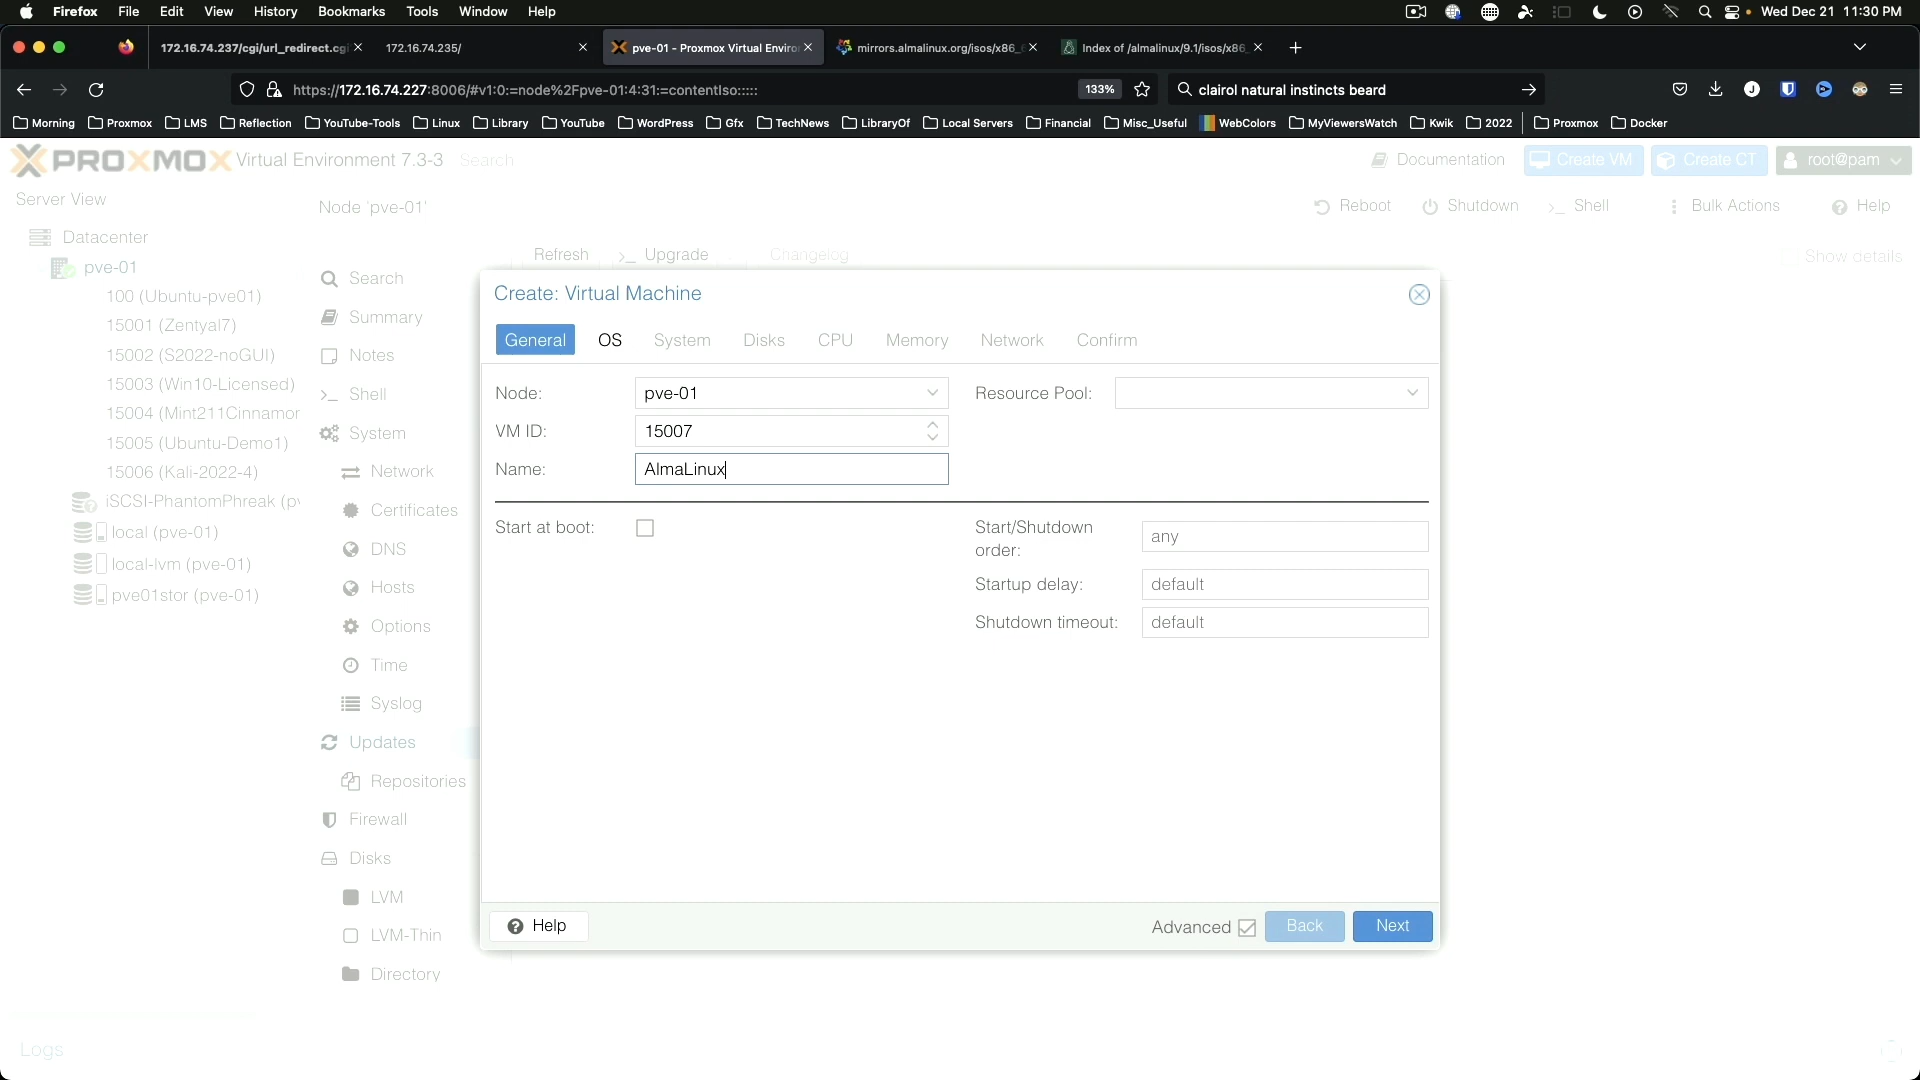 Firefox File Edit View History Bookmarks Tools Window Help Wed Dec 21 11:30 PM
172.16.74.237/cgi/url_redirect.cgi 172.16.74.235/ pve-01 - Proxmox Virtual Enviro mirrors.almalinux.org/isos/x86_6 Index of /almalinux/9.1/isos/x86_
https://172.16.74.227:8006/#v1:0:=node%2Fpve-01:4:31:=contentIso::::: 133% clairol natural instincts beard
Morning Proxmox LMS Reflection YouTube-Tools Linux Library YouTube WordPress Gfx TechNews LibraryOf Local Servers Financial Misc_Useful WebColors MyViewersWatch Kwik 2022 Proxmox Docker
PROXMOX Virtual Environment 7.3-3 Search Documentation Create VM Create CT root@pam
Server View
Node 'pve-01' Reboot Shutdown >_ Shell Bulk Actions Help
Datacenter
pve-01
100 (Ubuntu-pve01)
15001 (Zentyal7)
15002 (S2022-noGUI)
15003 (Win10-Licensed)
15004 (Mint211Cinnamor
15005 (Ubuntu-Demo1)
15006 (Kali-2022-4)
iSCSI-PhantomPhreak (pv
local (pve-01)
local-lvm (pve-01)
pve01stor (pve-01)
Search
Summary
Notes
>_ Shell
System
Network
Certificates
DNS
Hosts
Options
Time
Syslog
Updates
Repositories
Firewall
Disks
LVM
LVM-Thin
Directory
Refresh >_ Upgrade Changelog Show details
Create: Virtual Machine
General OS System Disks CPU Memory Network Confirm
Node: pve-01 Resource Pool:
VM ID: 15007
Name: AlmaLinux
Start at boot: Start/Shutdown
order: any
Startup delay: default
Shutdown timeout: default
Help Advanced Back Next
Logs